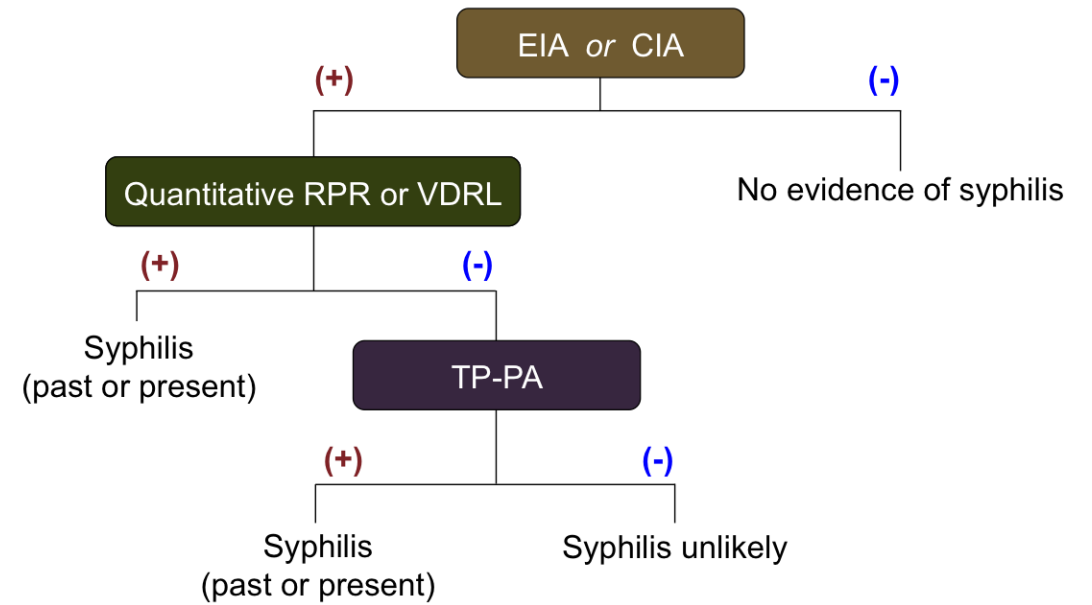 EIA or CIA
(+)
(-)
Quantitative RPR or VDRL
No evidence of syphilis
(+)
(-)
Syphilis
(past or present)
TP-PA
(+)
(-)
Syphilis
(past or present)
Syphilis unlikely